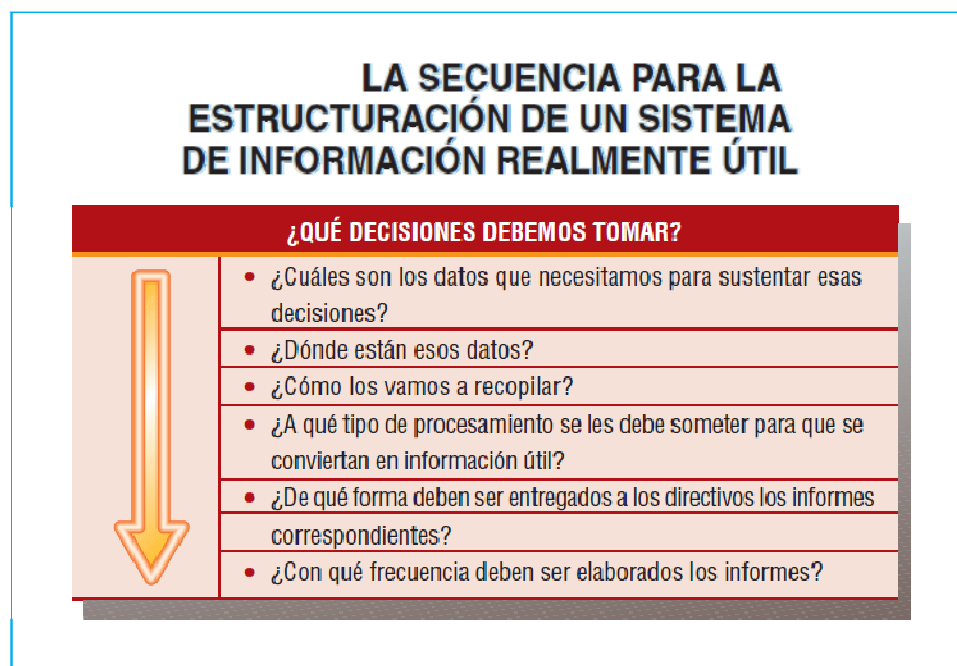 LA SECUENCIA PARA LA
ESTRUCTURACIÓN DE UN SISTEMA
DE INFORMACIÓN REALMENTE ÚTIL
¿QUÉ DECISIONES DEBEMOS TOMAR?
• ¿Cuáles son los datos que necesitamos para sustentar esas
decisiones?
• ¿Dónde están esos datos?
• ¿Cómo los vamos a recopilar?
• ¿A qué tipo de procesamiento se les debe someter para que se
conviertan en información útil?
• ¿De qué forma deben ser entregados a los directivos los informes
correspondientes?
• ¿Con qué frecuencia deben ser elaborados los informes?